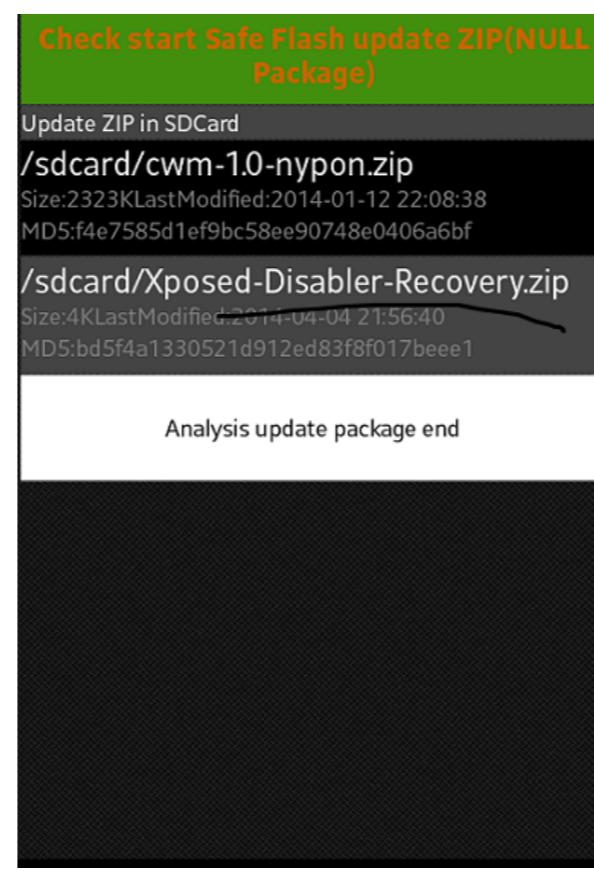 Check start Safe Flash update ZIP(NULL
Package)
Update ZIP in SDCard
/sdcard/cwm-1.0-nypon.zip
Size:2323KLastModified:2014-01-12 22:08:38
MD5:f4e7585d1ef9bc58ee90748e0406a6bf
/sdcard/Xposed-Disabler-Recovery.zip
Size:4KLastModified:2014-04-04 21:56:40
MD5:bd5f4a1330521d912ed83f8f017beee1
Analysis update package end